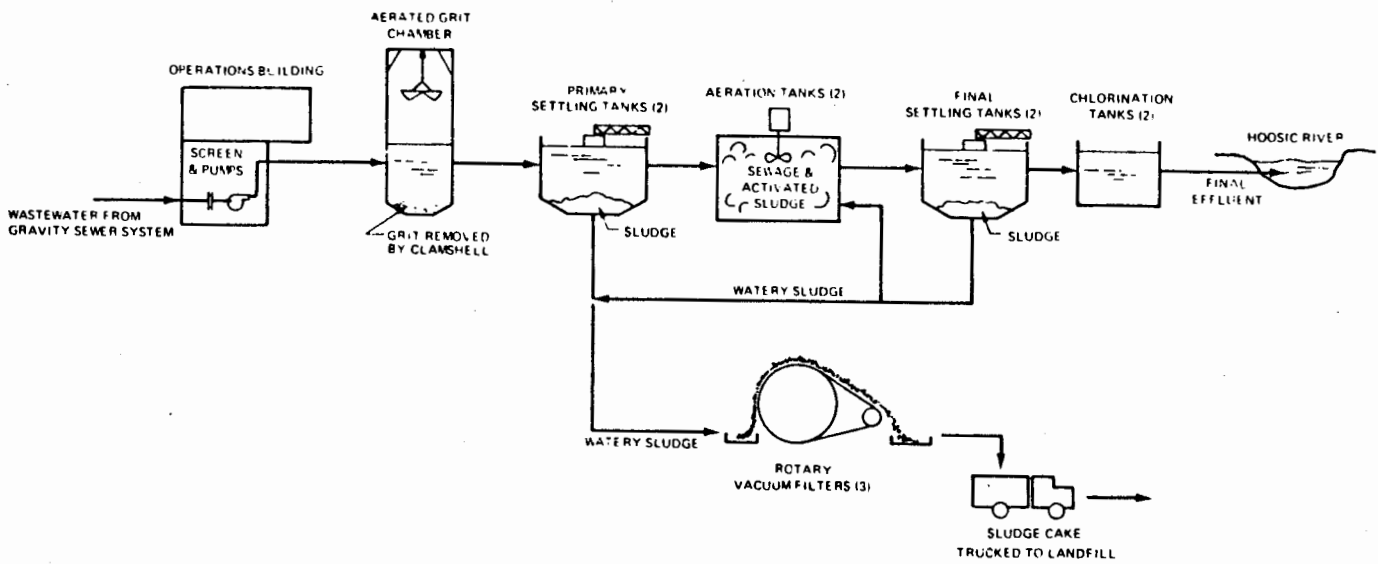 AERATED GRIT
CHAMBER
OPERATIONS BUILDING
SCREEN
& PUMPS
WASTEWATER FROM
GRAVITY SEWER SYSTEM
GRIT REMOVED
BY CLAMSHELL
PRIMARY
SETTLING TANKS (2)
SLUDGE
AERATION TANKS (2)
SEWAGE &
ACTIVATED
SLUDGE
FINAL
SETTLING TANKS (2)
SLUDGE
CHLORINATION
TANKS (2)
HOOSIC RIVER
FINAL
EFFLUENT
WATERY SLUDGE
WATERY SLUDGE
ROTARY
VACUUM FILTERS (3)
SLUDGE CAKE
TRUCKED TO LANDFILL